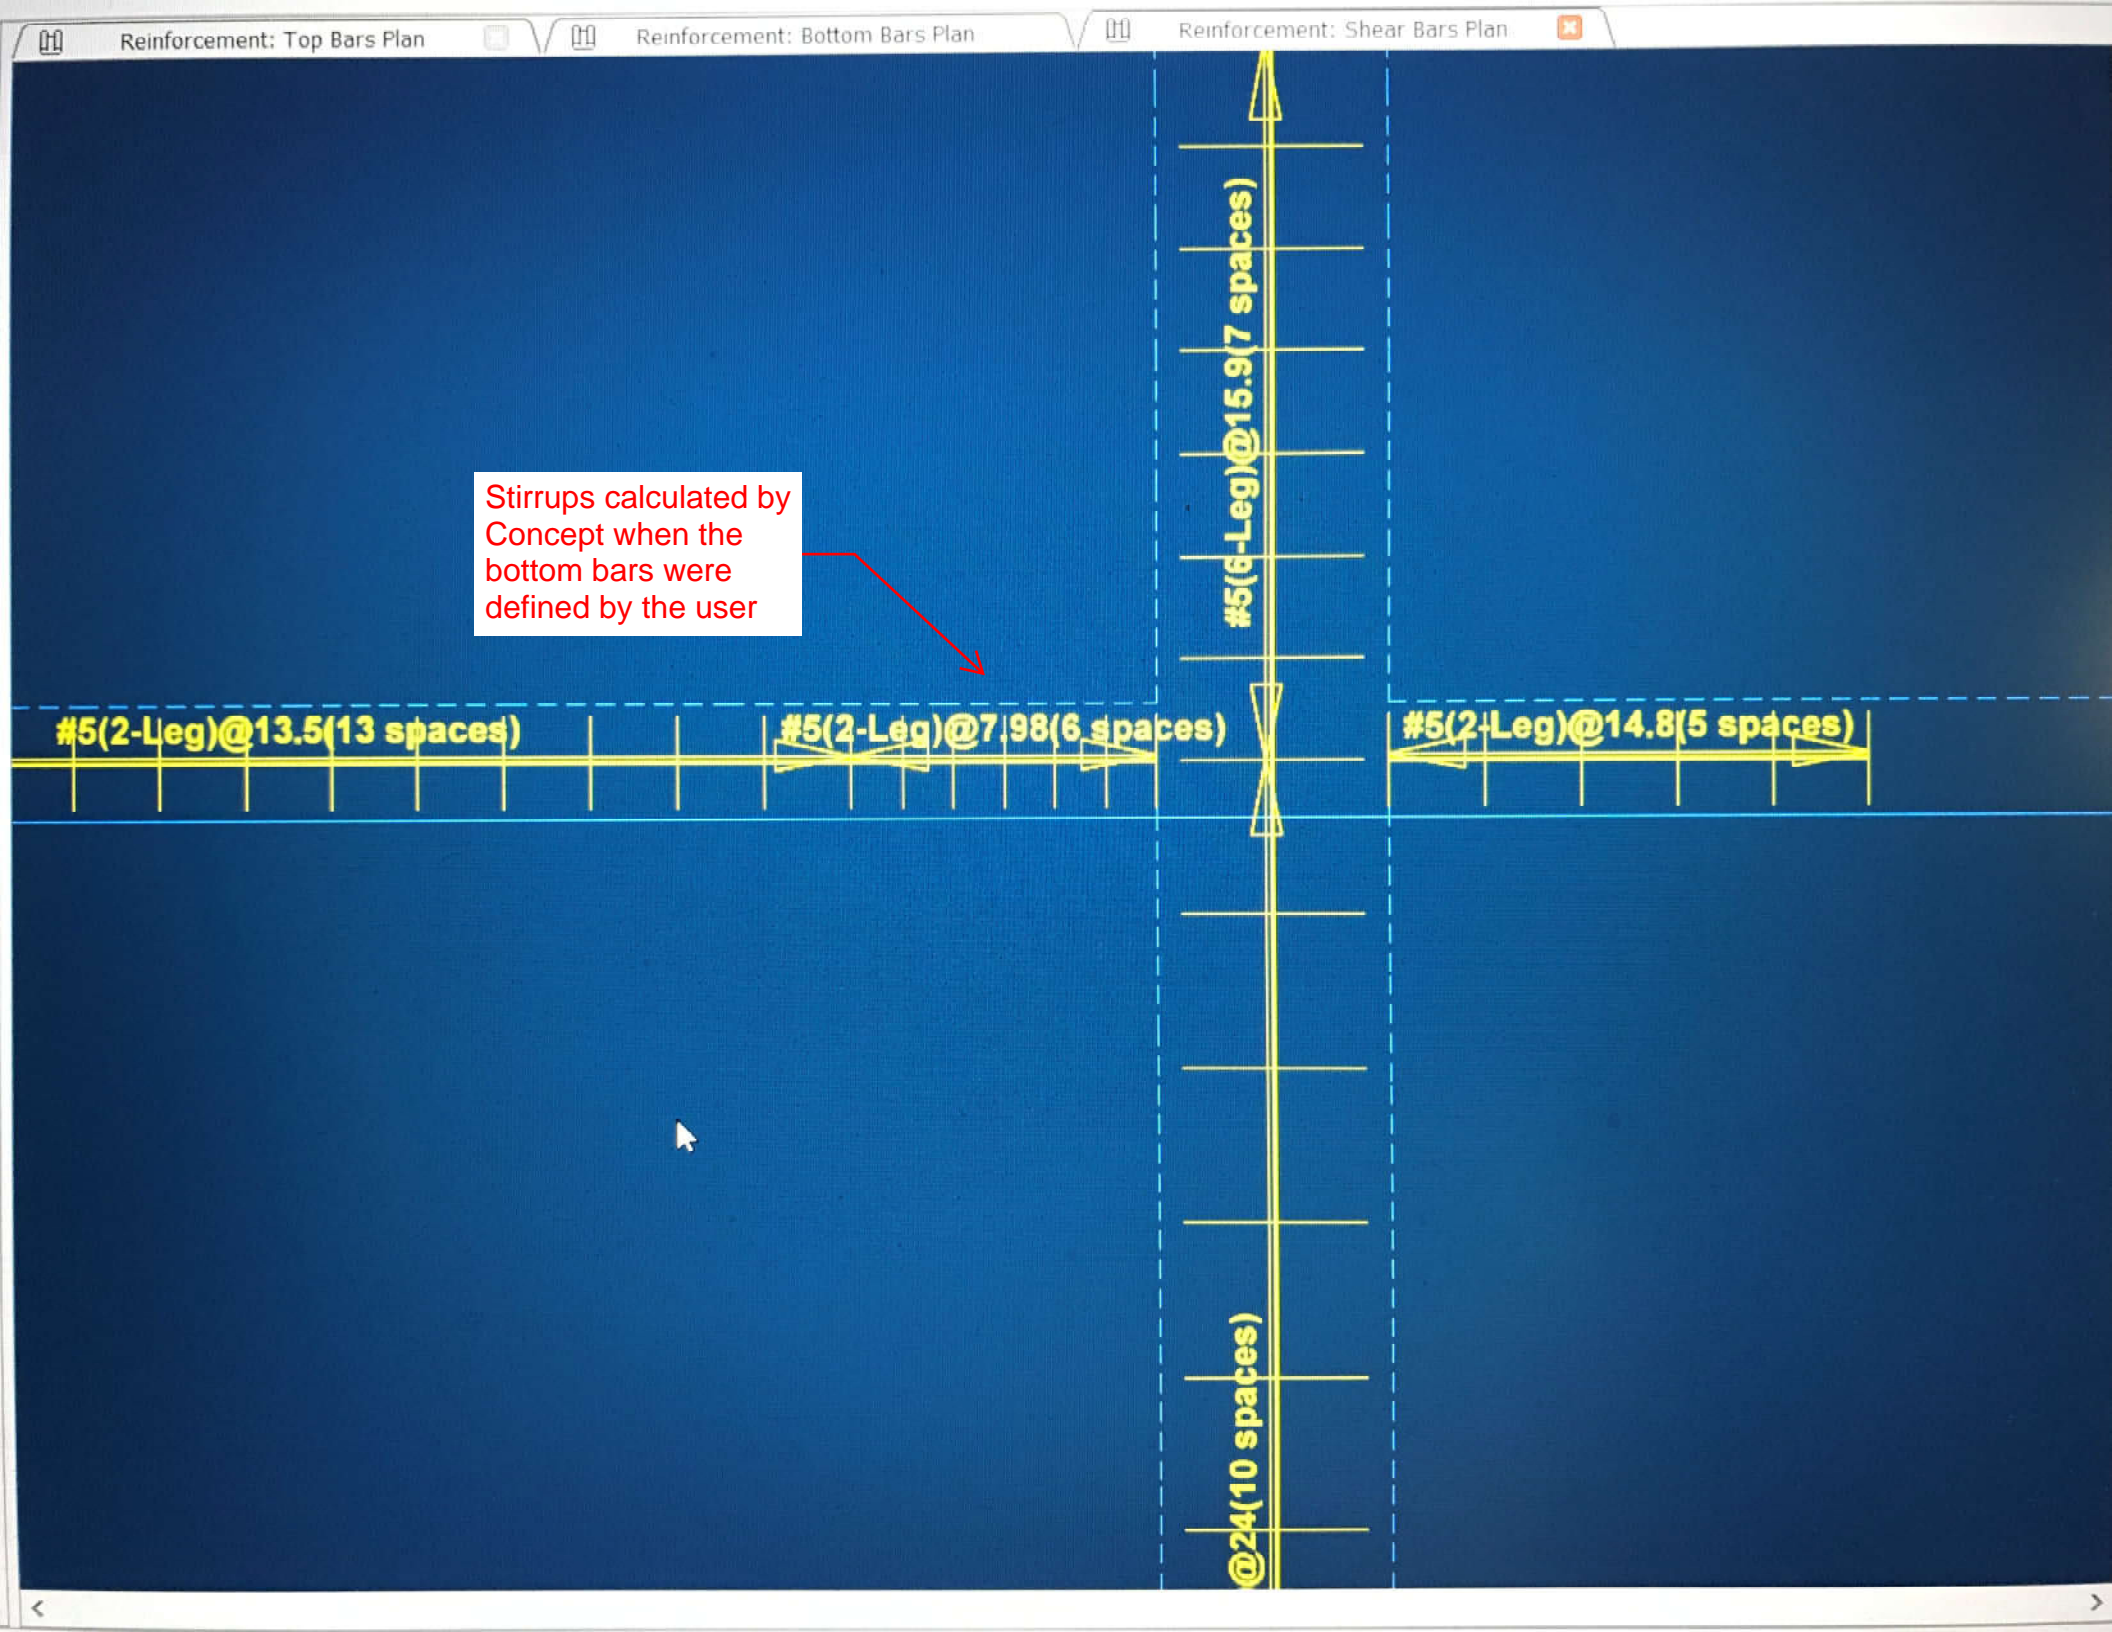 Reinforcement: Top Bars Plan
Reinforcement: Bottom Bars Plan
Reinforcement: Shear Bars Plan
#5(6-Leg)@15.9(7 spaces)
Stirrups calculated by
Concept when the
bottom bars were
defined by the user
#5(2-Leg)@13.5(13 spaces)
#5(2-Leg)@7.98(6 spaces)
#5(2-Leg)@14.8(5 spaces)
@24(10 spaces)